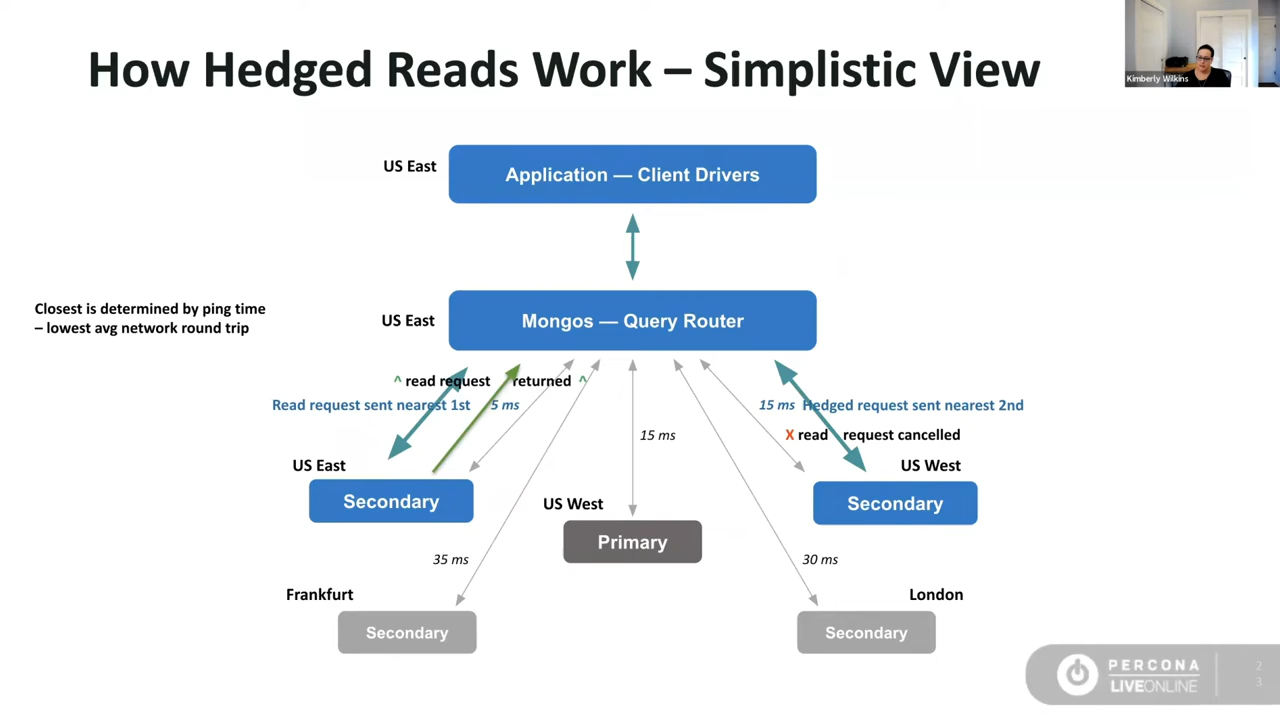 How Hedged Reads Work – Simplistic View
Kimberly Wilkins
US East
Application — Client Drivers
Closest is determined by ping time
– lowest avg network round trip
US East
Mongos — Query Router
^ read request returned ^
Read request sent nearest 1st 5 ms
15 ms Hedged request sent nearest 2nd
X read request cancelled
15 ms
US East
Secondary
US West
Secondary
US West
Primary
35 ms
30 ms
Frankfurt
Secondary
London
Secondary
PERCONA
LIVEONLINE
2
3